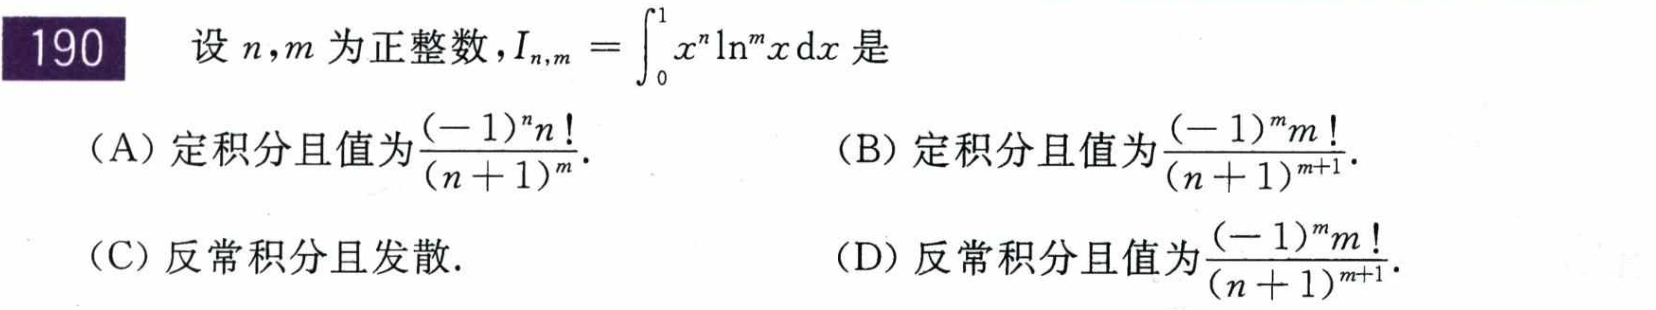 190 设 n,m 为正整数,$I_{n,m} = \int_0^1 x^n \ln^m x \, dx$ 是
(A) 定积分且值为$\frac{(-1)^n n!}{(n+1)^m}$. (B) 定积分且值为$\frac{(-1)^m m!}{(n+1)^{m+1}}$.
(C) 反常积分且发散. (D) 反常积分且值为$\frac{(-1)^m m!}{(n+1)^{m+1}}$.